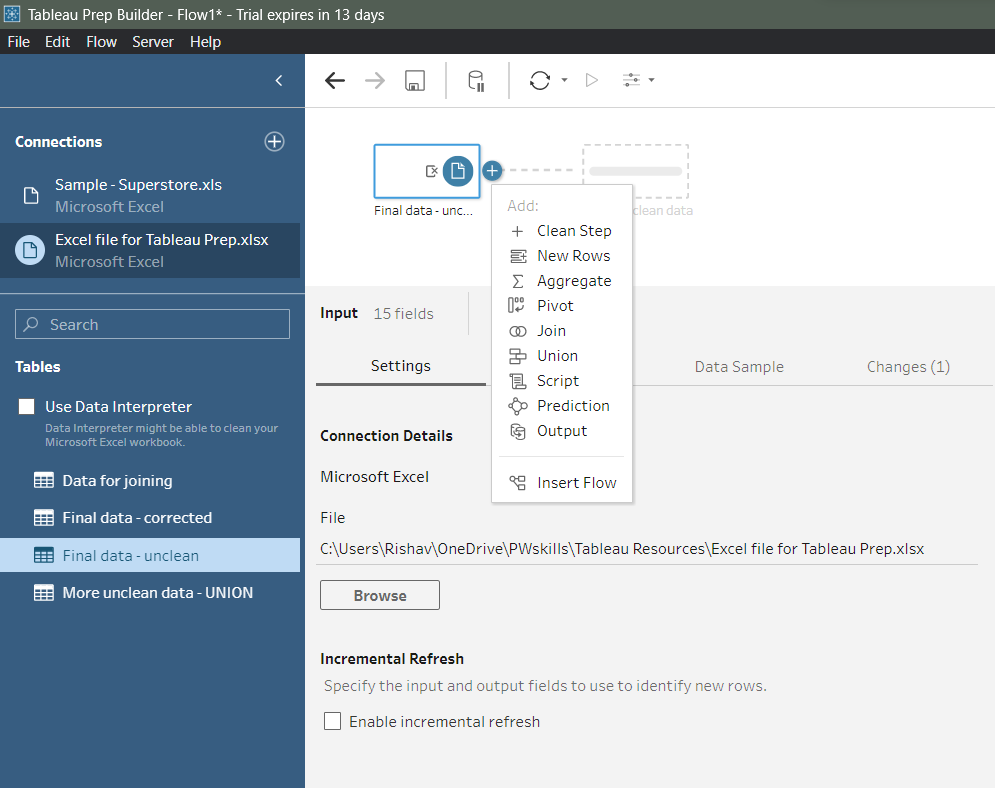 Tableau Prep Builder - Flow1* - Trial expires in 13 days
File Edit Flow Server Help
Connections
Sample - Superstore.xls
Microsoft Excel
Excel file for Tableau Prep.xlsx
Microsoft Excel
Search
Tables
Use Data Interpreter
Data Interpreter might be able to clean your
Microsoft Excel workbook.
Data for joining
Final data - corrected
Final data - unclean
More unclean data - UNION
Final data - unc...
clean data
Add:
Clean Step
New Rows
Aggregate
Pivot
Join
Union
Script
Prediction
Output
Insert Flow
Input 15 fields
Settings Data Sample Changes (1)
Connection Details
Microsoft Excel
File
C:\Users\Rishav\OneDrive\PWskills\Tableau Resources\Excel file for Tableau Prep.xlsx
Browse
Incremental Refresh
Specify the input and output fields to use to identify new rows.
Enable incremental refresh